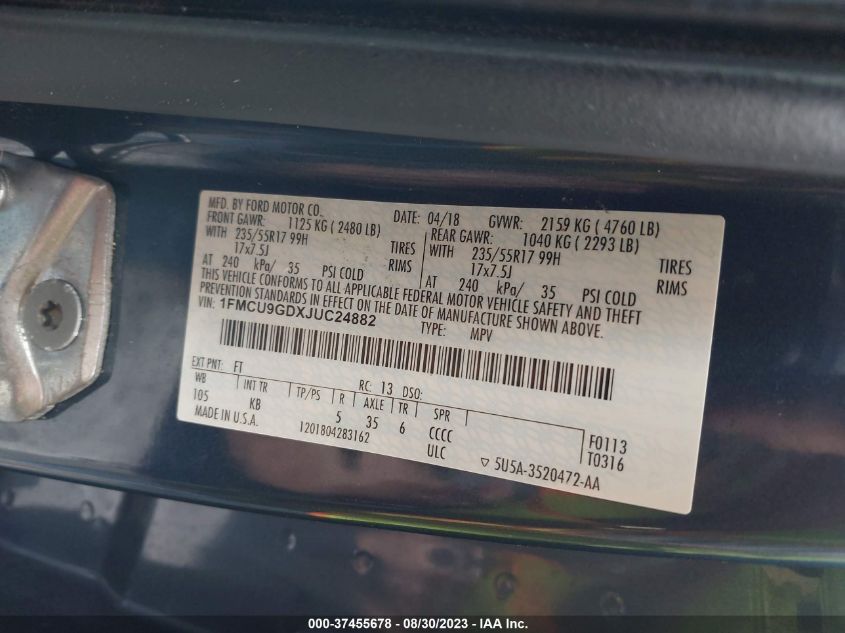 MFD. BY FORD MOTOR CO. DATE: 04/18 GVWR: 2159 KG ( 4760 LB)
FRONT GAWR: 1125 KG ( 2480 LB) REAR GAWR: 1040 KG ( 2293 LB)
WITH 235/55R17 99H TIRES WITH 235/55R17 99H TIRES
17x7.5J RIMS 17x7.5J RIMS
AT 240 kPa/ 35 PSI COLD AT 240 kPa/ 35 PSI COLD
THIS VEHICLE CONFORMS TO ALL APPLICABLE FEDERAL MOTOR VEHICLE SAFETY AND THEFT
PREVENTION STANDARDS IN EFFECT ON THE DATE OF MANUFACTURE SHOWN ABOVE.
VIN: 1FMCU9GDXJUC24882
TYPE: MPV
EXT PNT: FT RC: 13 DSO:
WB INT TR TP/PS R AXLE TR SPR
105 KB 5 35 6 CCCC
F0113
MADE IN U.S.A. 1201804283162 ULC T0316
▽ 5U5A-3520472-AA
000-37455678 - 08/30/2023 - IAA Inc.